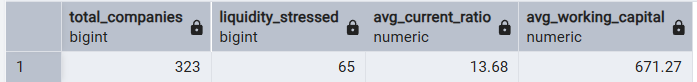 total_companies liquidity_stressed avg_current_ratio avg_working_capital
bigint bigint numeric numeric
1 323 65 13.68 671.27